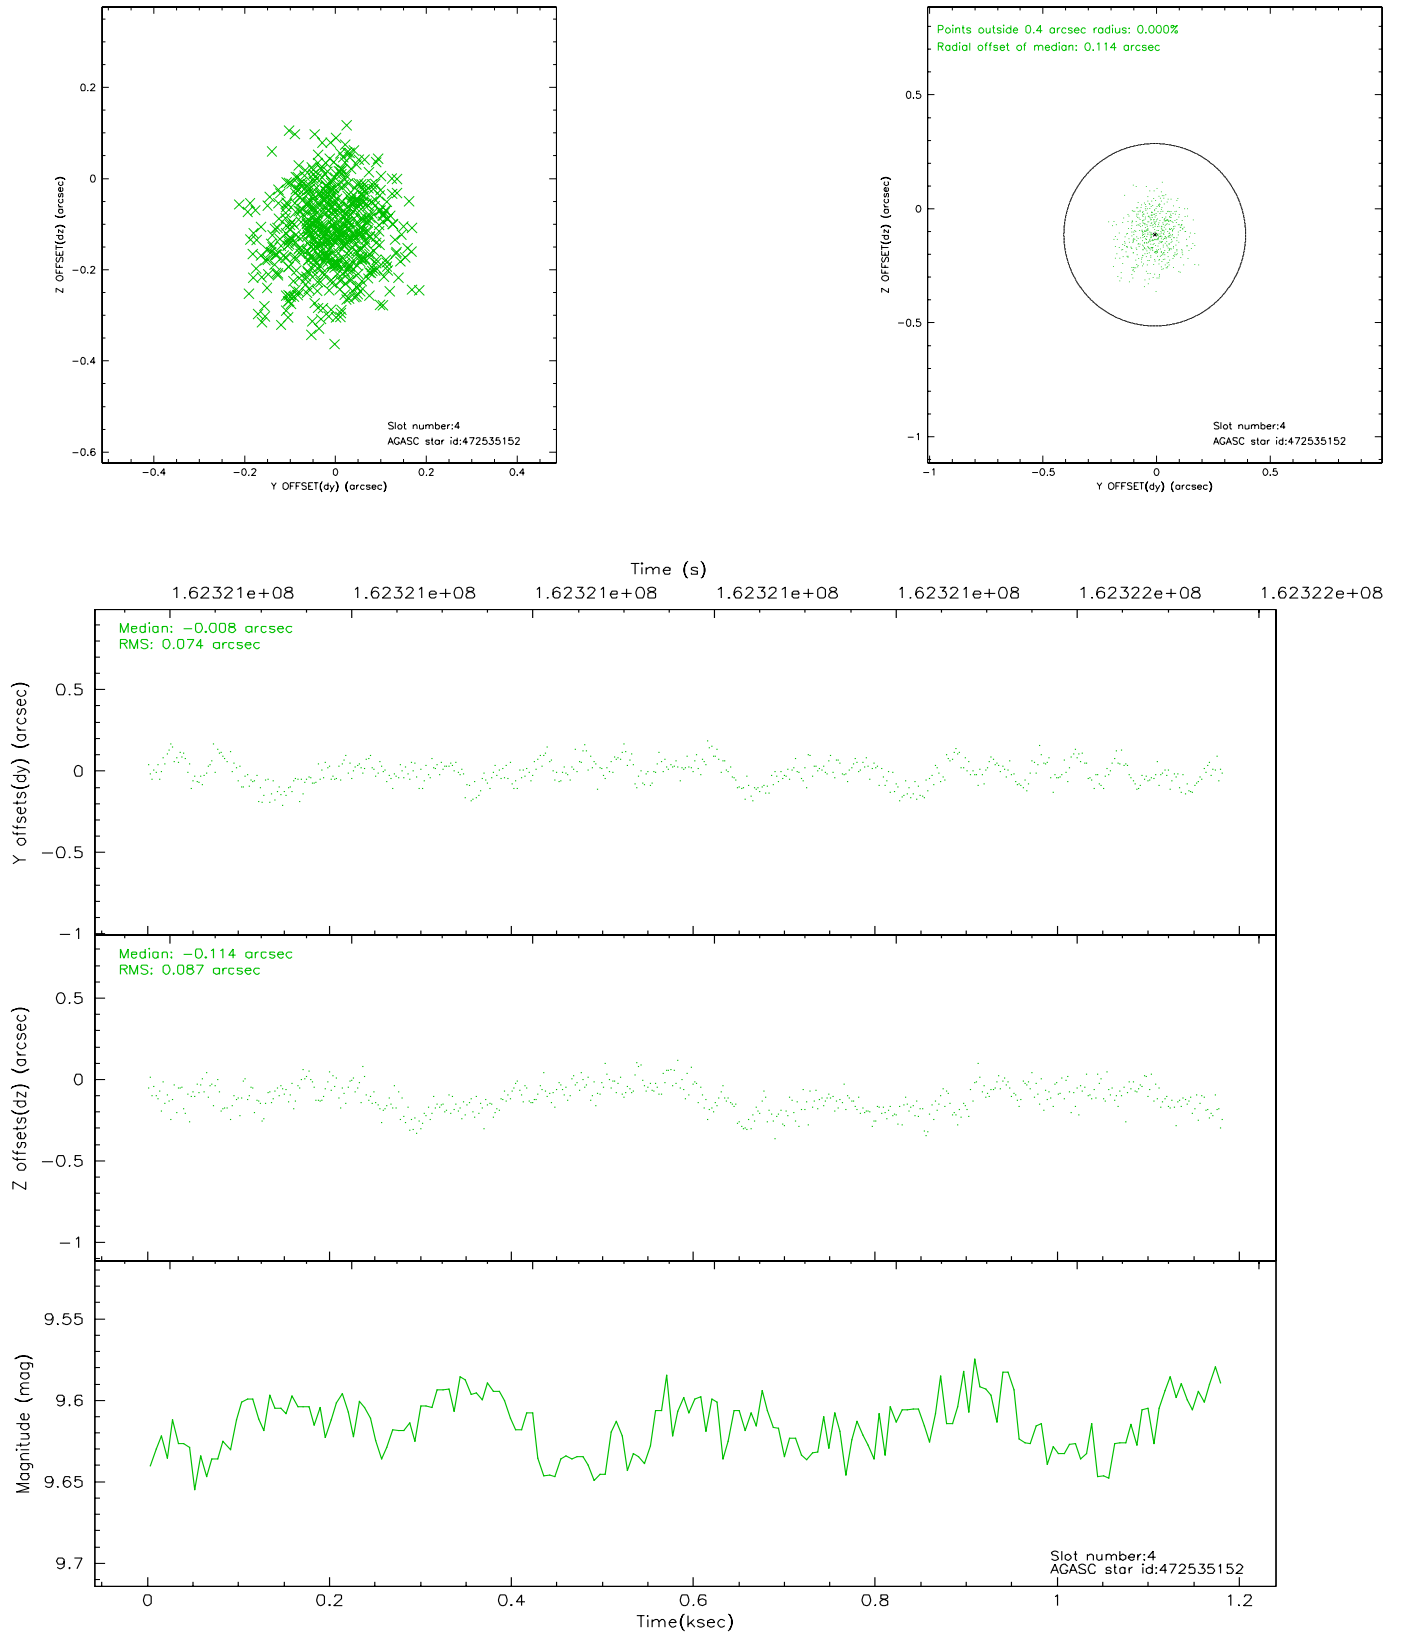 0.2
0
−0.2
−0.4
−0.6
Z OFFSET(dz) (arcsec)
Slot number:4
AGASC star id:472535152
−0.4 −0.2 0 0.2 0.4
Y OFFSET(dy) (arcsec)
Points outside 0.4 arcsec radius: 0.000%
Radial offset of median: 0.114 arcsec
0.5
0
−0.5
−1
Z OFFSET(dz) (arcsec)
Slot number:4
AGASC star id:472535152
−1 −0.5 0 0.5
Y OFFSET(dy) (arcsec)
Time (s)
1.62321e+08 1.62321e+08 1.62321e+08 1.62321e+08 1.62321e+08 1.62322e+08 1.62322e+08
Median: −0.008 arcsec
RMS: 0.074 arcsec
0.5
0
−0.5
−1
Y offsets(dy) (arcsec)
Median: −0.114 arcsec
RMS: 0.087 arcsec
0.5
0
−0.5
−1
Z offsets(dz) (arcsec)
9.55
9.6
9.65
9.7
Magnitude (mag)
Slot number:4
AGASC star id:472535152
0 0.2 0.4 0.6 0.8 1 1.2
Time(ksec)